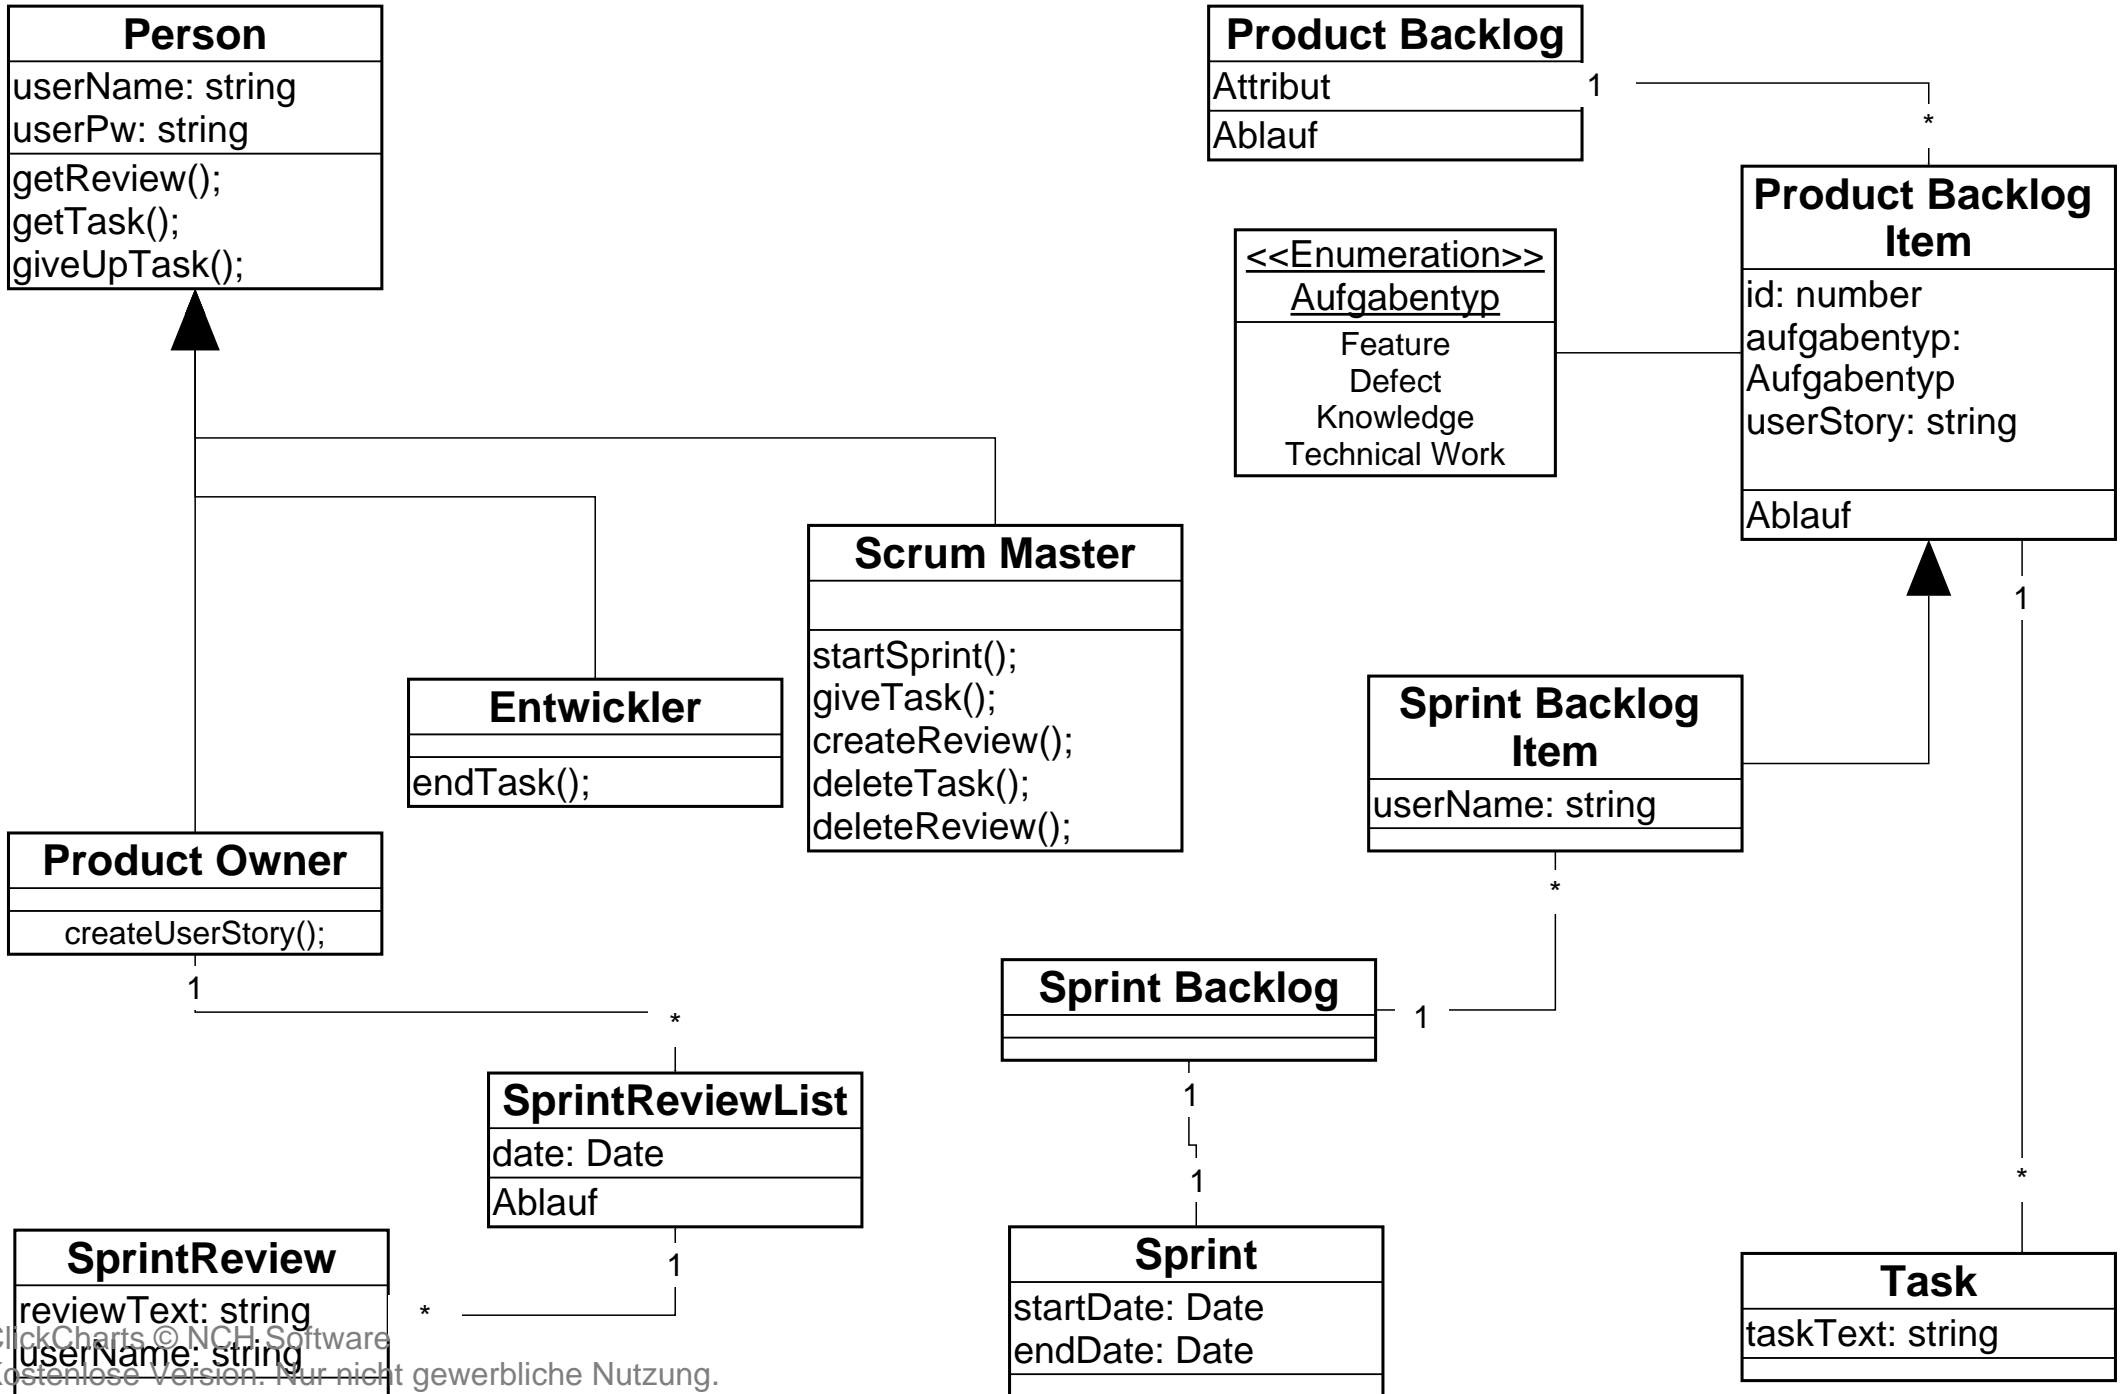 Person
userName: string
userPw: string
getReview();
getTask();
giveUpTask();
Product Backlog
Attribut
Ablauf
1
*
Product Backlog
Item
id: number
aufgabentyp:
Aufgabentyp
userStory: string
Ablauf
<<Enumeration>>
Aufgabentyp
Feature
Defect
Knowledge
Technical Work
Scrum Master
startSprint();
giveTask();
createReview();
deleteTask();
deleteReview();
Entwickler
endTask();
Product Owner
createUserStory();
1
*
Sprint Backlog
Item
userName: string
*
1
1
*
Sprint Backlog
1
1
SprintReviewList
date: Date
Ablauf
1
*
SprintReview
reviewText: string
userName: string
Sprint
startDate: Date
endDate: Date
Task
taskText: string
ClickCharts © NCH Software
Kostenlose Version. Nur nicht gewerbliche Nutzung.